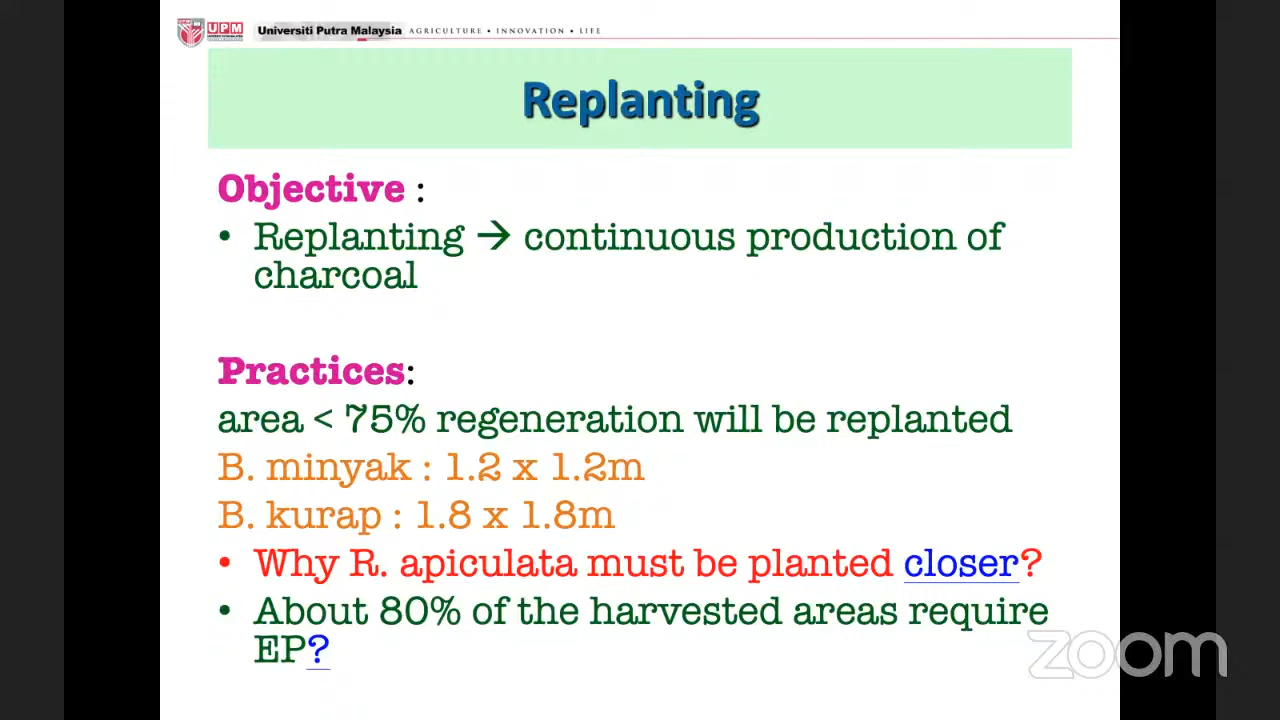 UPM
Universiti Putra Malaysia AGRICULTURE • INNOVATION • LIFE
Replanting
Objective :
• Replanting → continuous production of
charcoal
Practices:
area < 75% regeneration will be replanted
B. minyak : 1.2 x 1.2m
B. kurap : 1.8 x 1.8m
• Why R. apiculata must be planted closer?
• About 80% of the harvested areas require
EP?
zoom